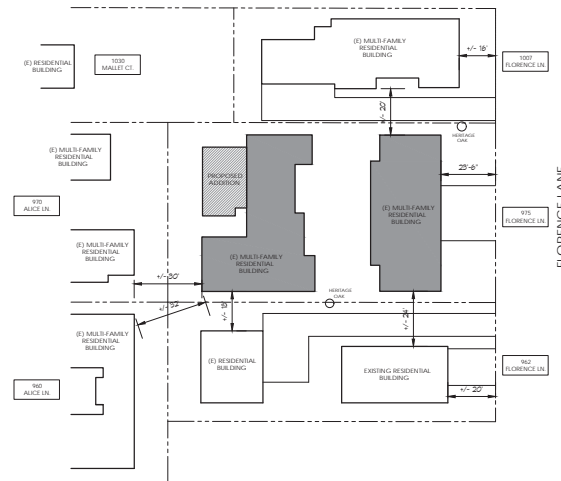 (E) MULTI-FAMILY
RESIDENTIAL
BUILDING
+/- 16'
1007
FLORENCE LN.
(E) RESIDENTIAL
BUILDING
1030
MALLET CT.
+/- 20'
HERITAGE
OAK
(E) MULTI-FAMILY
RESIDENTIAL
BUILDING
PROPOSED
ADDITION
(E) MULTI-FAMILY
RESIDENTIAL
BUILDING
25'-6"
970
ALICE LN.
975
FLORENCE LN.
FLORENCE LANE
(E) MULTI-FAMILY
RESIDENTIAL
BUILDING
(E) MULTI-FAMILY
RESIDENTIAL
BUILDING
+/- 30'
HERITAGE
OAK
+/- 32'
+/- 24'
(E) MULTI-FAMILY
RESIDENTIAL
BUILDING
(E) RESIDENTIAL
BUILDING
EXISTING RESIDENTIAL
BUILDING
962
FLORENCE LN.
960
ALICE LN.
+/- 20'